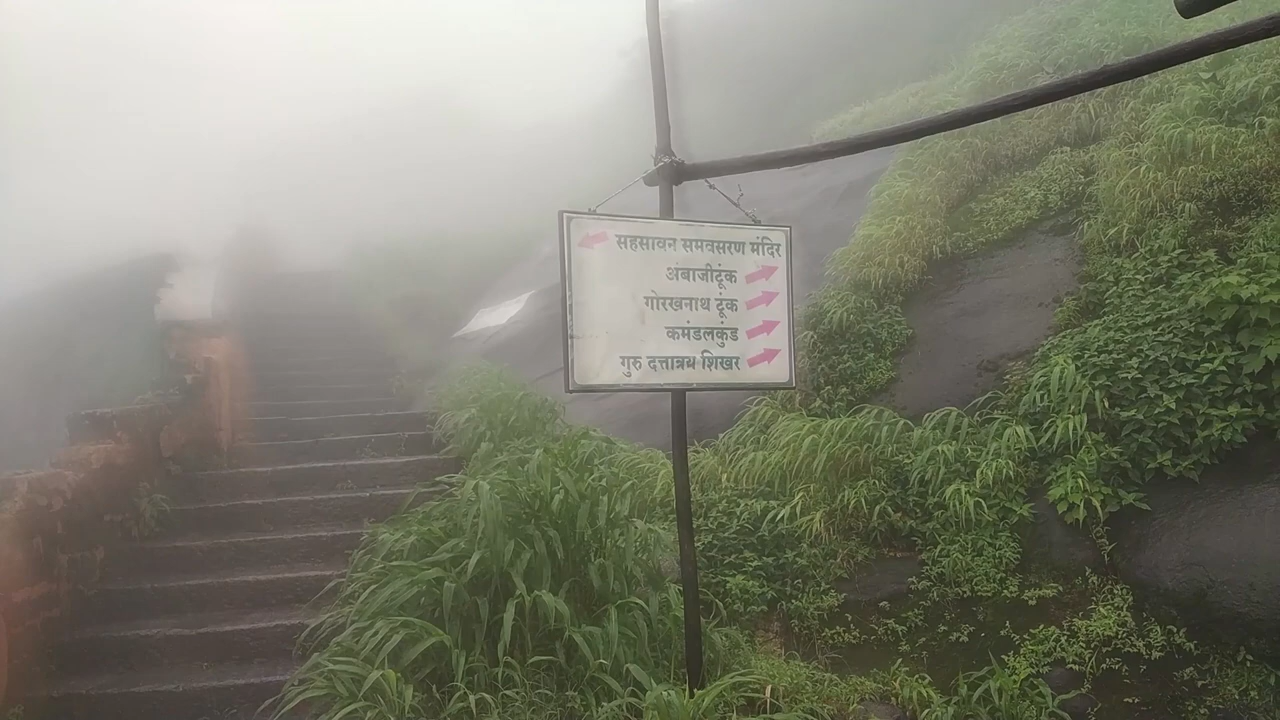 सहसावन समवसरण मंदिर
अंबाजीटूंक
गोरखनाथ टूंक
कमंडलकुंड
गुरु दत्तात्रय शिखर